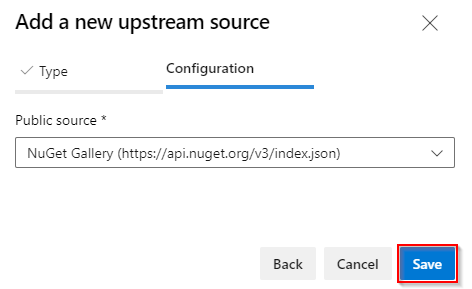 Add a new upstream source
Type
Configuration
Public source *
NuGet Gallery (https://api.nuget.org/v3/index.json)
Back
Cancel
Save